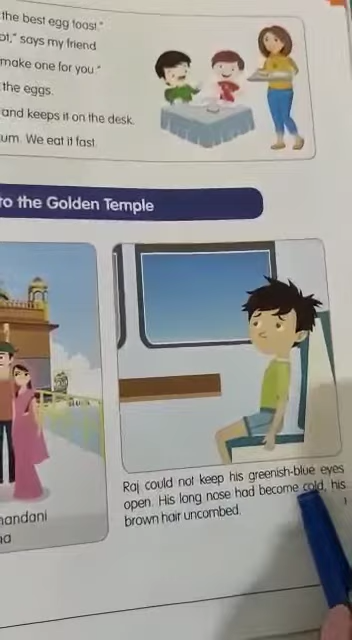 the best egg toast."
says my friend
make one for you."
the eggs.
and keeps it on the desk.
um. We eat it fast.
to the Golden Temple
Raj could not keep his greenish-blue eyes
open. His long nose had become cold, his
brown hair uncombed.